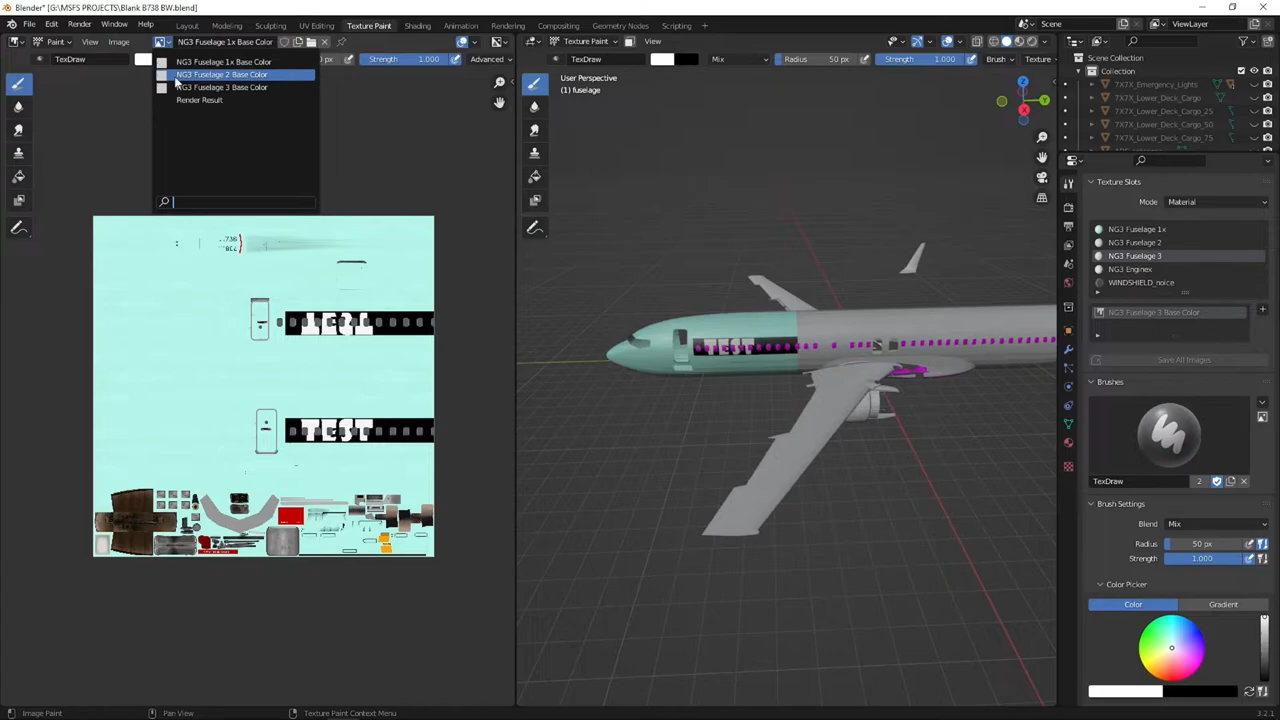 Blender* [G:\MSFS PROJECTS\Blank B738 BW.blend]
File Edit Render Window Help Layout Modeling Sculpting UV Editing Texture Paint Shading Animation Rendering Compositing Geometry Nodes Scripting Scene ViewLayer
Paint View Image NG3 Fuselage 1x Base Color Texture Paint View
TexDraw Strength 1.000 Advanced TexDraw Mix Radius 50 px Strength 1.000 Brush Texture
NG3 Fuselage 1x Base Color
NG3 Fuselage 2 Base Color
NG3 Fuselage 3 Base Color
Render Result
User Perspective
(1) fuselage
Z
Y
X
TEST
TEST
TEST
Scene Collection
Collection
7X7X_Emergency_Lights
7X7X_Lower_Deck_Cargo
7X7X_Lower_Deck_Cargo_25
7X7X_Lower_Deck_Cargo_50
7X7X_Lower_Deck_Cargo_75
Texture Slots
Mode Material
NG3 Fuselage 1x
NG3 Fuselage 2
NG3 Fuselage 3
NG3 Enginex
WINDSHIELD_noice
NG3 Fuselage 3 Base Color
Save All Images
Brushes
TexDraw 2
Brush Settings
Blend Mix
Radius 50 px
Strength 1.000
Color Picker
Color Gradient
Image Paint Pan View Texture Paint Context Menu 3.2.1